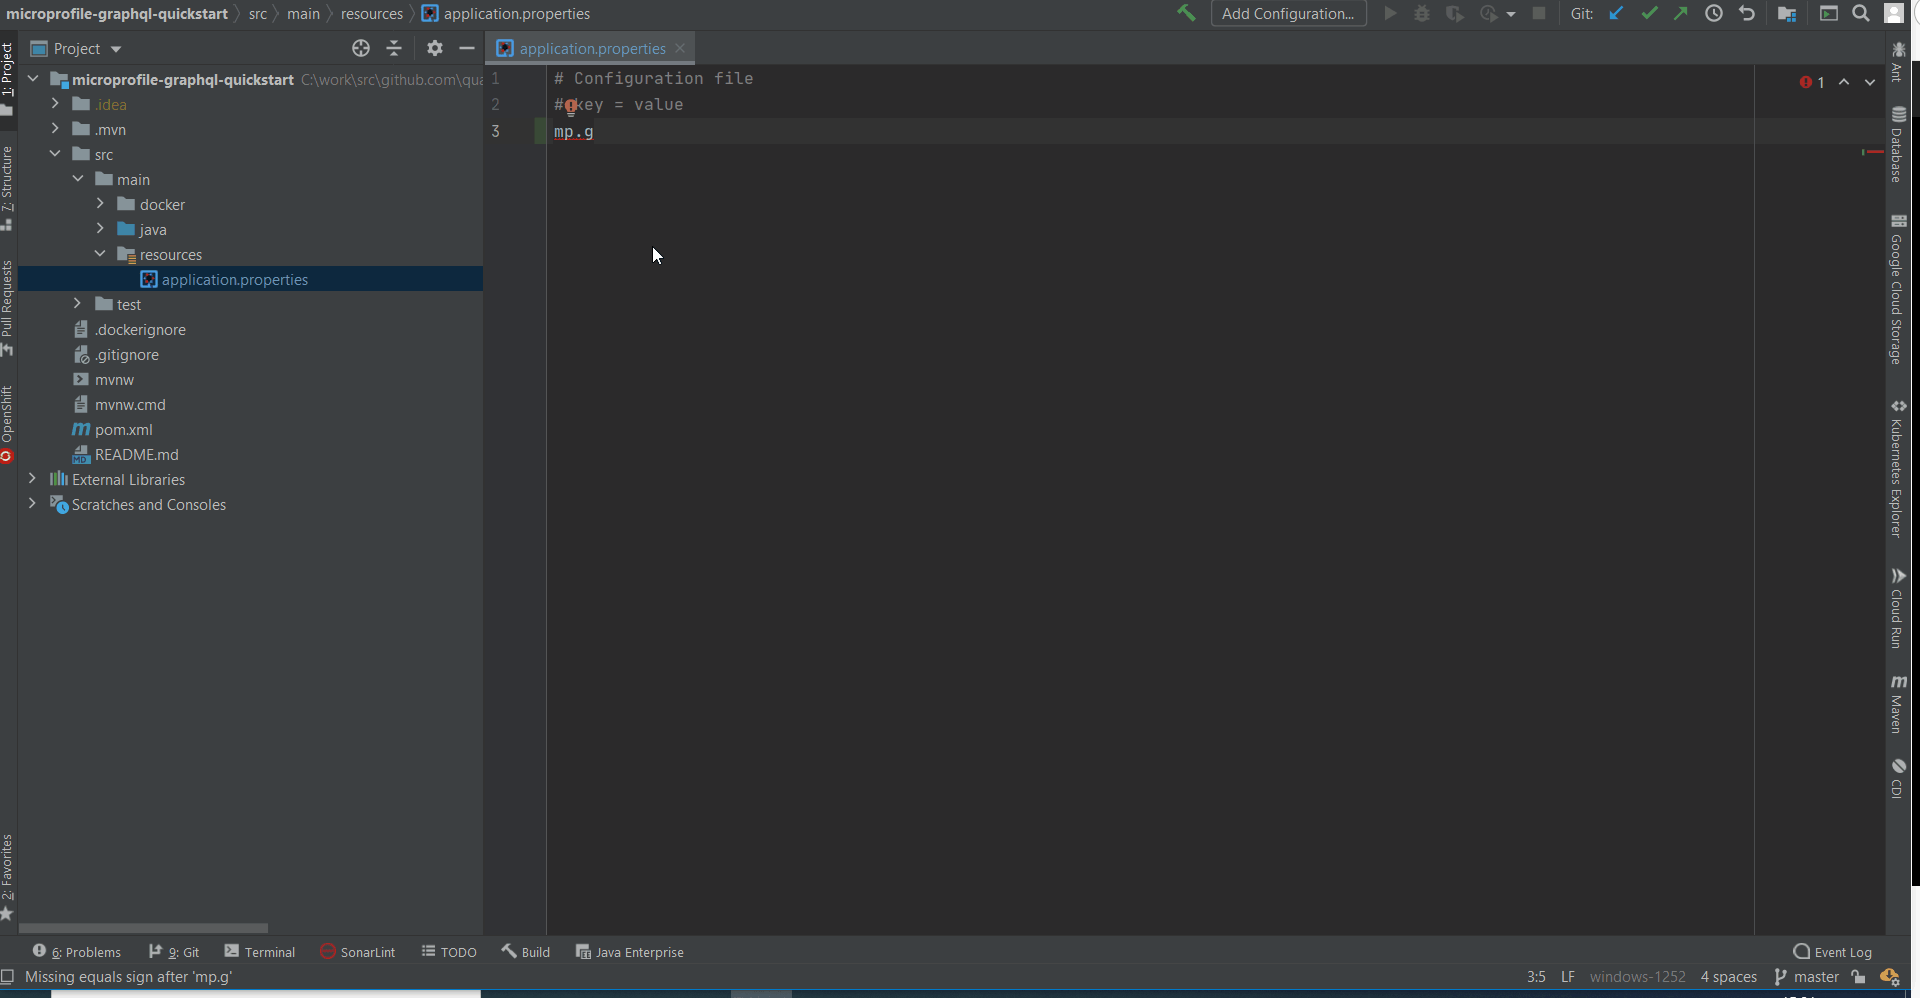 microprofile-graphql-quickstart src main resources application.properties
Add Configuration...
Git:
Project
application.properties
1: Project
7: Structure
Pull Requests
OpenShift
2: Favorites
microprofile-graphql-quickstart C:\work\src\github.com\qua
.idea
.mvn
src
main
docker
java
resources
application.properties
test
.dockerignore
.gitignore
mvnw
mvnw.cmd
pom.xml
README.md
External Libraries
Scratches and Consoles
1 # Configuration file
2 # key = value
3 mp.g
1
Ant
Database
Google Cloud Storage
Kubernetes Explorer
Cloud Run
Maven
CDI
6: Problems 9: Git Terminal SonarLint TODO Build Java Enterprise Event Log
Missing equals sign after 'mp.g' 3:5 LF windows-1252 4 spaces master